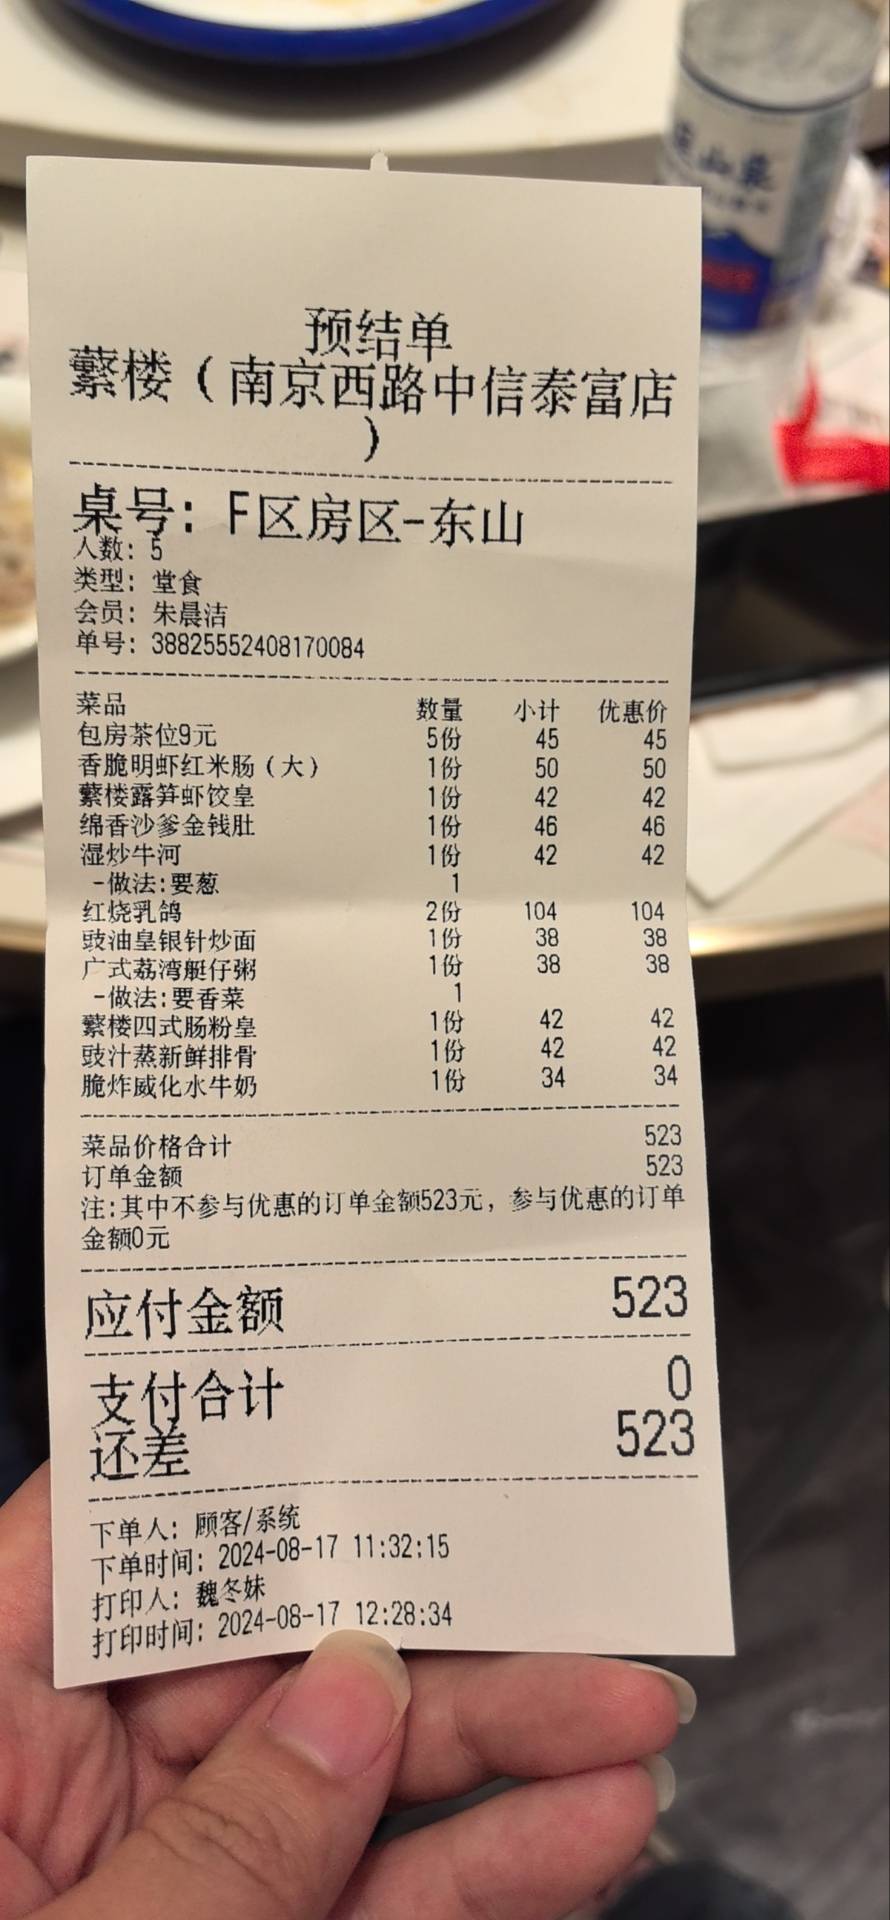 预结单
蘩楼（南京西路中信泰富店
）
桌号：F区房区-东山
人数：5
类型：堂食
会员：朱晨洁
单号：38825552408170084
菜品 数量 小计 优惠价
包房茶位9元 5份 45 45
香脆明虾红米肠（大） 1份 50 50
蘩楼露笋虾饺皇 1份 42 42
绵香沙爹金钱肚 1份 46 46
湿炒牛河 1份 42 42
-做法:要葱 1
红烧乳鸽 2份 104 104
豉油皇银针炒面 1份 38 38
广式荔湾艇仔粥 1份 38 38
-做法:要香菜 1
蘩楼四式肠粉皇 1份 42 42
豉汁蒸新鲜排骨 1份 42 42
脆炸威化水牛奶 1份 34 34
菜品价格合计 523
订单金额 523
注:其中不参与优惠的订单金额523元，参与优惠的订单
金额0元
应付金额 523
支付合计 0
还差 523
下单人：顾客/系统
下单时间：2024-08-17 11:32:15
打印人：魏冬妹
打印时间：2024-08-17 12:28:34